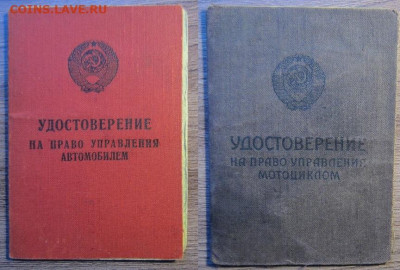 COINS.LAVE.RU
УДОСТОВЕРЕНИЕ
НА ПРАВО УПРАВЛЕНИЯ
АВТОМОБИЛЕМ
УДОСТОВЕРЕНИЕ
НА ПРАВО УПРАВЛЕНИЯ
МОТОЦИКЛОМ